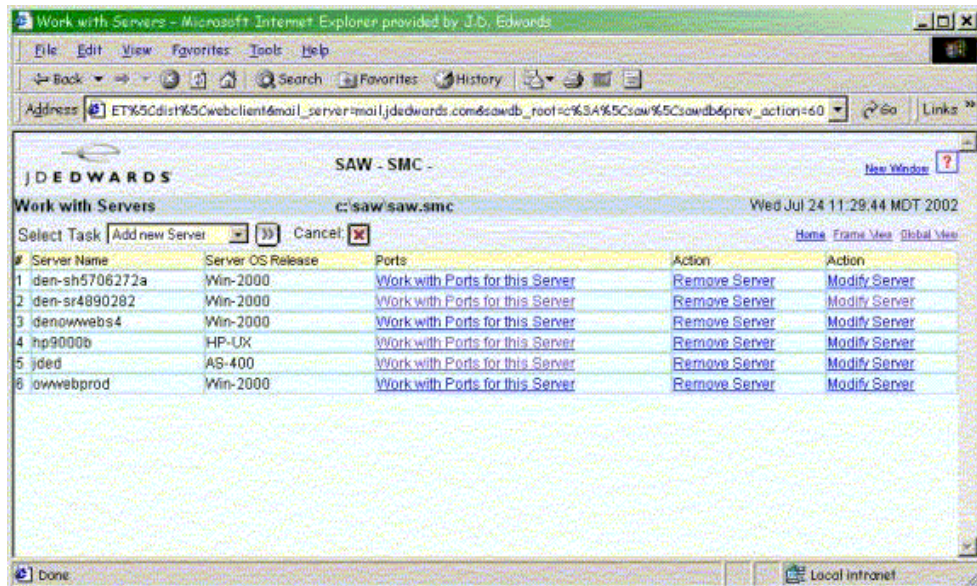 Work with Servers - Microsoft Internet Explorer provided by J.D. Edwards
File Edit View Favorites Tools Help
Back Search Favorites History
Address ET%5Cdist%5Cwebclient&mail_server=mail.jdedwards.com&sawdb_root=c%3A%5Csaw%5Csawdb&prev_action=60 Go Links »
JDEDWARDS SAW - SMC - New Window ?
Work with Servers c:\saw\saw.smc Wed Jul 24 11:29:44 MDT 2002
Select Task Add new Server Cancel: Home Frame View Global View
# Server Name Server OS Release Ports Action Action
1 den-sh5706272a Win-2000 Work with Ports for this Server Remove Server Modify Server
2 den-sr4890282 Win-2000 Work with Ports for this Server Remove Server Modify Server
3 denowwebs4 Win-2000 Work with Ports for this Server Remove Server Modify Server
4 hp9000b HP-UX Work with Ports for this Server Remove Server Modify Server
5 jded AS-400 Work with Ports for this Server Remove Server Modify Server
6 owwebprod Win-2000 Work with Ports for this Server Remove Server Modify Server
Done Local intranet